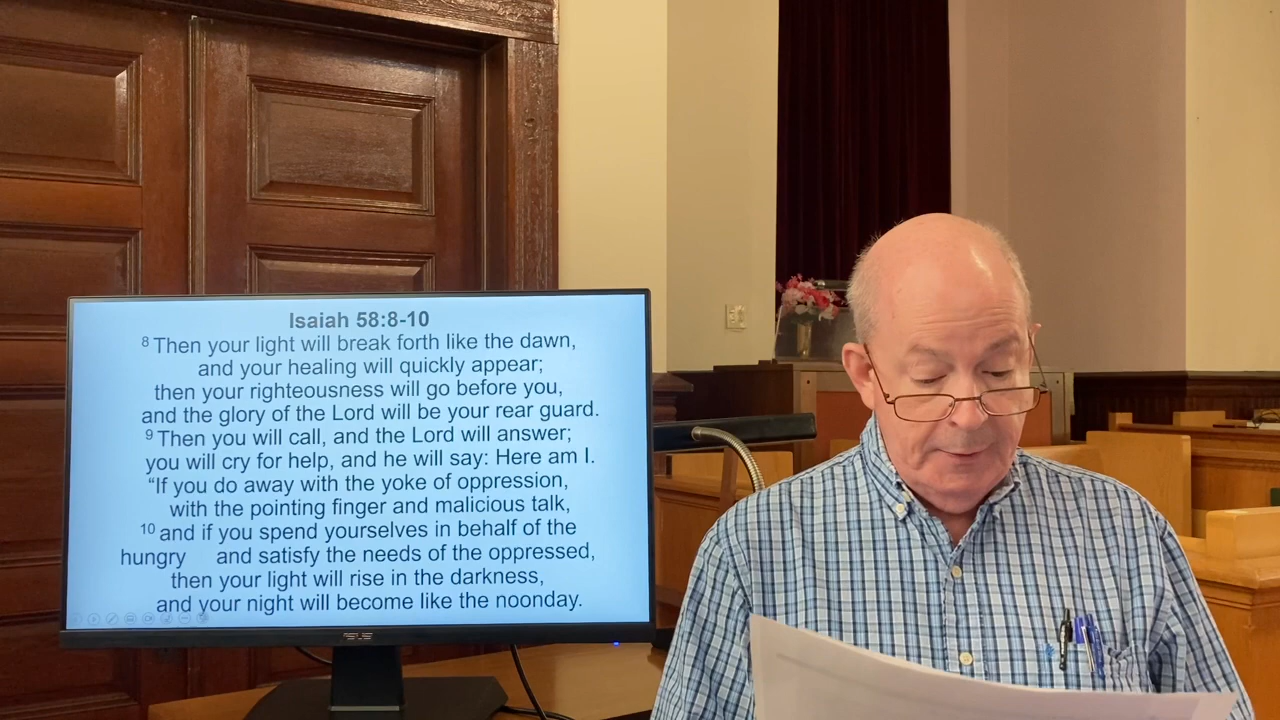 Isaiah 58:8-10
8 Then your light will break forth like the dawn,
and your healing will quickly appear;
then your righteousness will go before you,
and the glory of the Lord will be your rear guard.
9 Then you will call, and the Lord will answer;
you will cry for help, and he will say: Here am I.
“If you do away with the yoke of oppression,
with the pointing finger and malicious talk,
10 and if you spend yourselves in behalf of the
hungry and satisfy the needs of the oppressed,
then your light will rise in the darkness,
and your night will become like the noonday.
ASUS